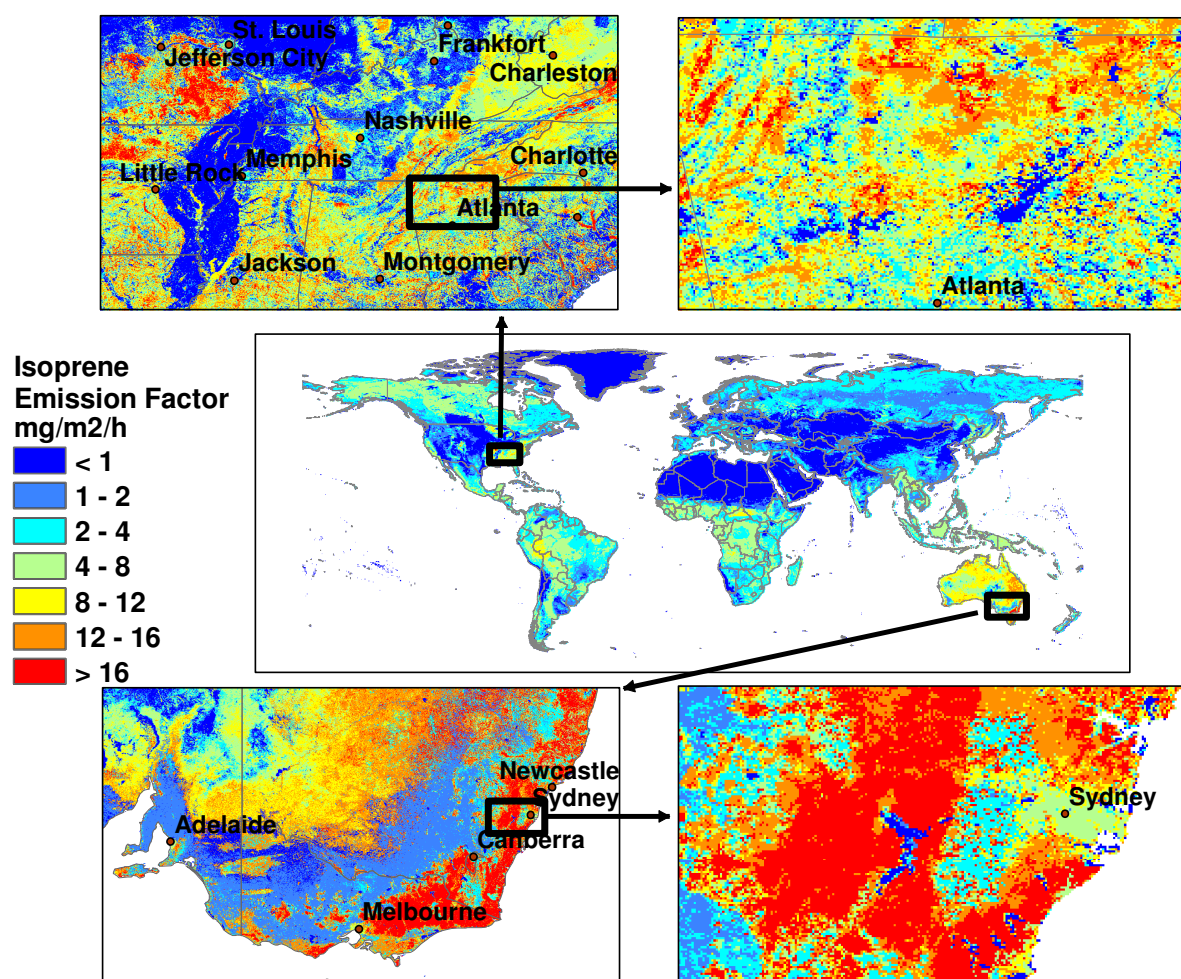 St. Louis
Jefferson City
Frankfort
Charleston
Nashville
Charlotte
Memphis
Little Rock
Atlanta
Jackson
Montgomery
Atlanta
Isoprene
Emission Factor
mg/m2/h
< 1
1 - 2
2 - 4
4 - 8
8 - 12
12 - 16
> 16
Newcastle
Sydney
Adelaide
Canberra
Melbourne
Sydney